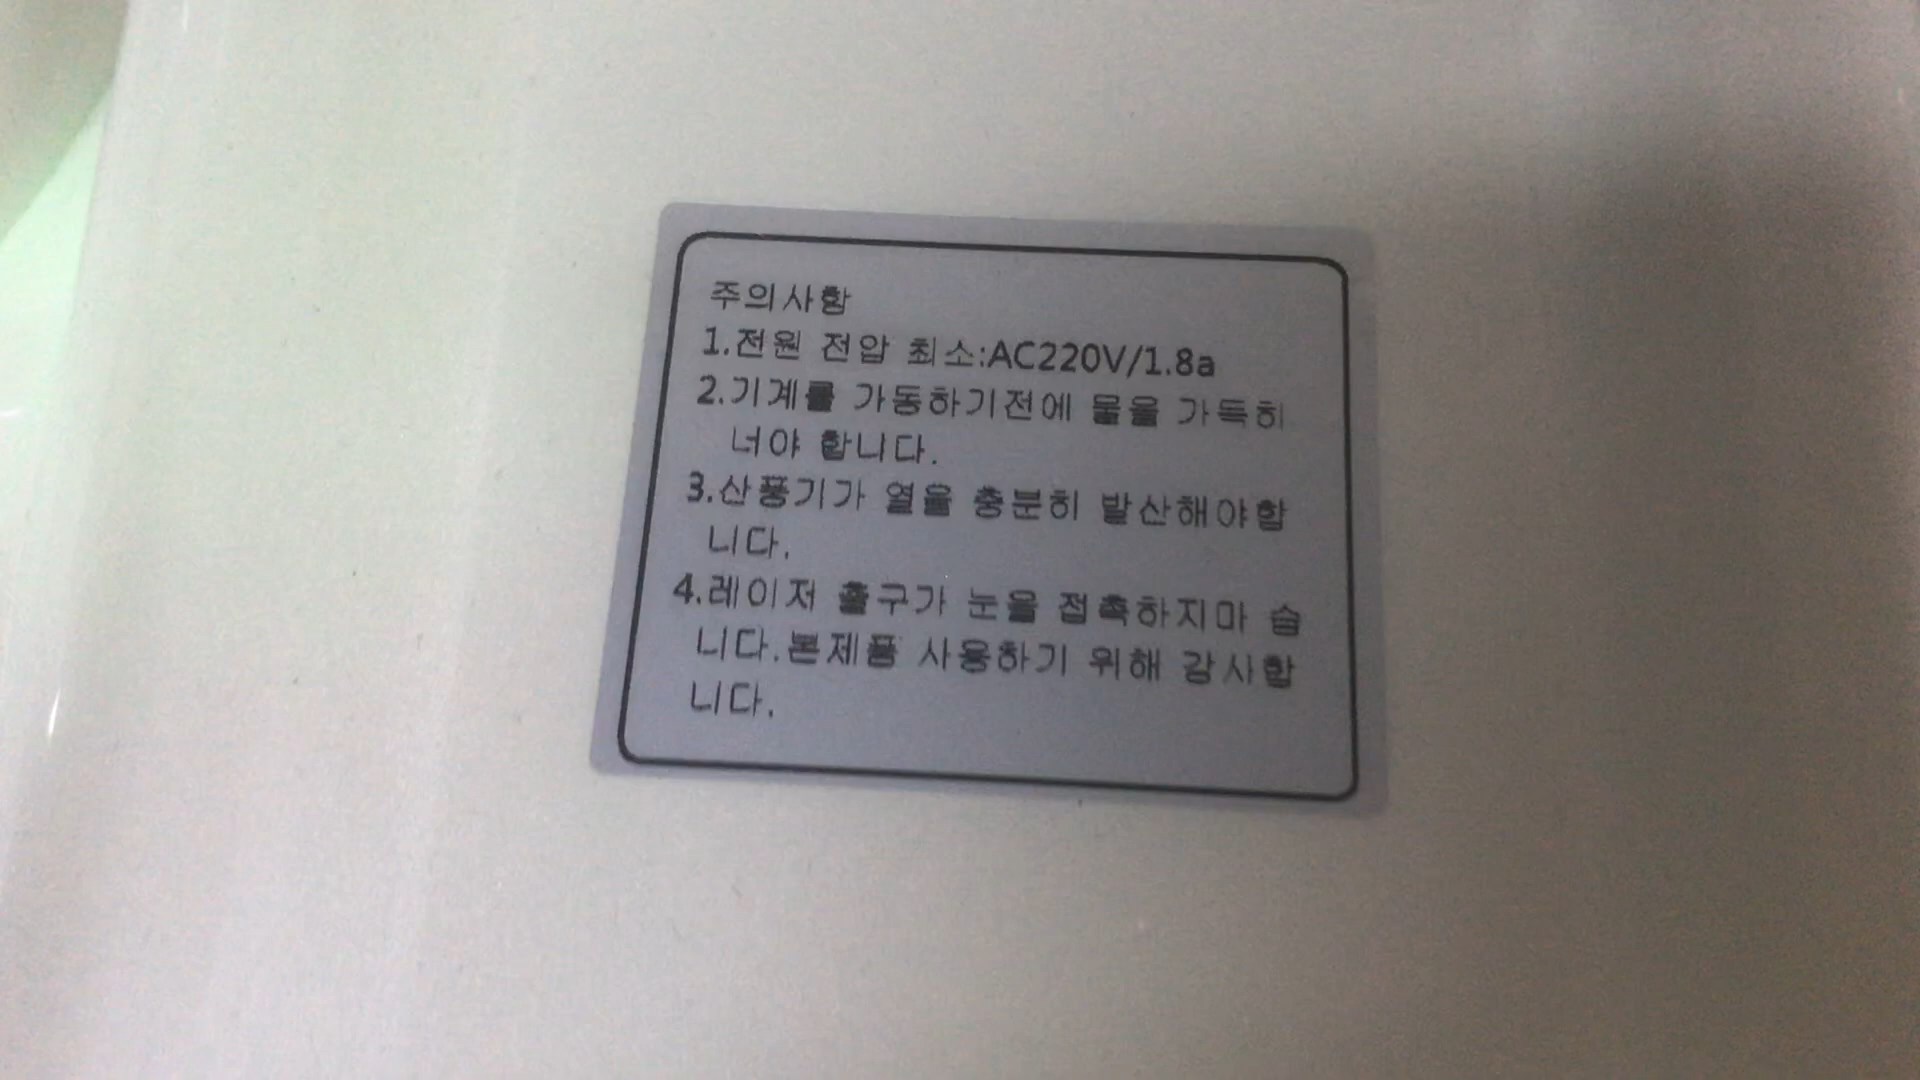 주의사항
1.전원 전압 최소:AC220V/1.8a
2.기계를 가동하기전에 물을 가득히
너야 합니다.
3.산풍기가 열을 충분히 발산해야합
니다.
4.레이저 출구가 눈을 접촉하지마 습
니다.본제품 사용하기 위해 감사합
니다.